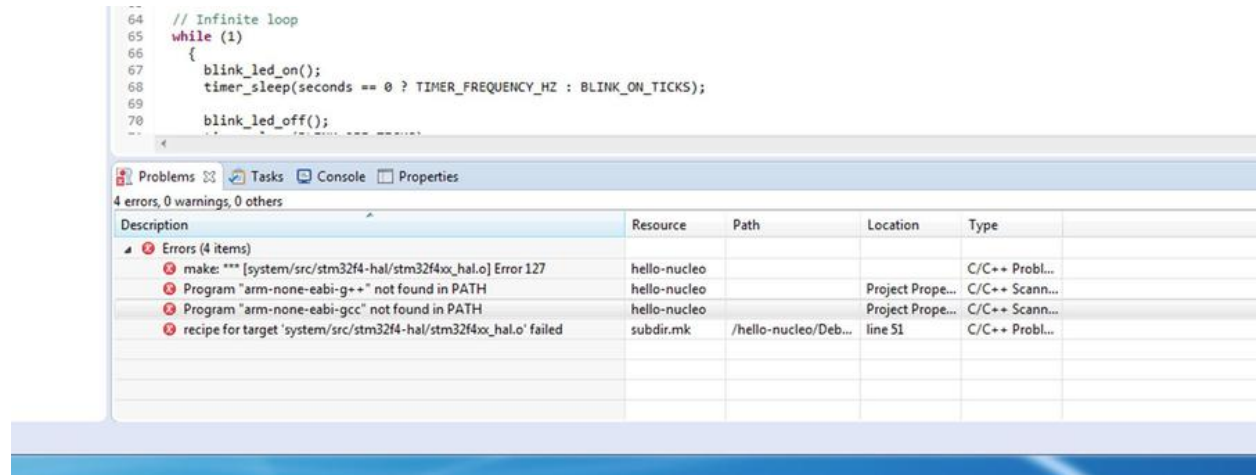 64 // Infinite loop
65 while (1)
66 {
67 blink_led_on();
68 timer_sleep(seconds == 0 ? TIMER_FREQUENCY_HZ : BLINK_ON_TICKS);
69
70 blink_led_off();
Problems Tasks Console Properties
4 errors, 0 warnings, 0 others
Description Resource Path Location Type
Errors (4 items)
make: *** [system/src/stm32f4-hal/stm32f4xx_hal.o] Error 127 hello-nucleo C/C++ Probl...
Program "arm-none-eabi-g++" not found in PATH hello-nucleo Project Prope... C/C++ Scann...
Program "arm-none-eabi-gcc" not found in PATH hello-nucleo Project Prope... C/C++ Scann...
recipe for target 'system/src/stm32f4-hal/stm32f4xx_hal.o' failed subdir.mk /hello-nucleo/Deb... line 51 C/C++ Probl...